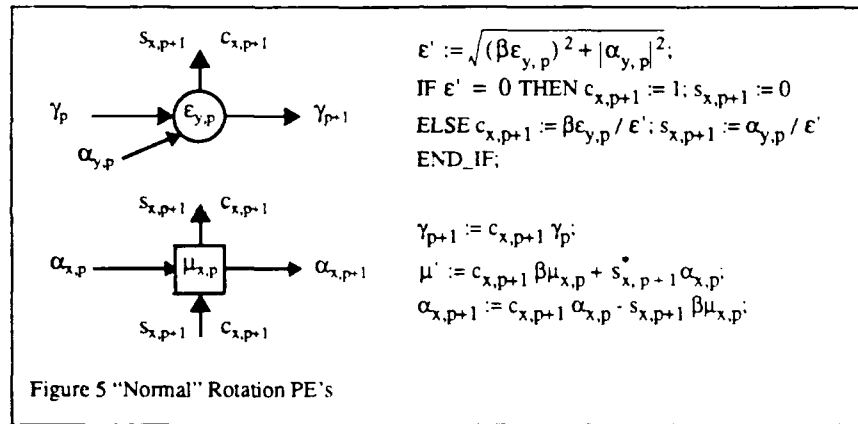 s_{x,p+1} c_{x,p+1}
γ_p ε_{y,p} γ_{p+1}
α_{y,p}
ε' := √((βε_{y,p})² + |α_{y,p}|²);
IF ε' = 0 THEN c_{x,p+1} := 1; s_{x,p+1} := 0
ELSE c_{x,p+1} := βε_{y,p} / ε'; s_{x,p+1} := α_{y,p} / ε'
END_IF;
s_{x,p+1} c_{x,p+1}
α_{x,p} μ_{x,p} α_{x,p+1}
s_{x,p+1} c_{x,p+1}
γ_{p+1} := c_{x,p+1} γ_p;
μ' := c_{x,p+1} βμ_{x,p} + s*_{x,p+1} α_{x,p};
α_{x,p+1} := c_{x,p+1} α_{x,p} - s_{x,p+1} βμ_{x,p};
Figure 5 “Normal” Rotation PE's